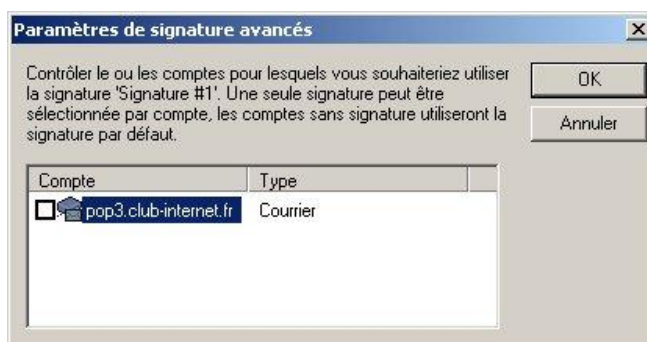 Paramètres de signature avancés
Contrôler le ou les comptes pour lesquels vous souhaiteriez utiliser
la signature 'Signature #1'. Une seule signature peut être
sélectionnée par compte, les comptes sans signature utiliseront la
signature par défaut.
OK
Annuler
Compte Type
pop3.club-internet.fr Courrier